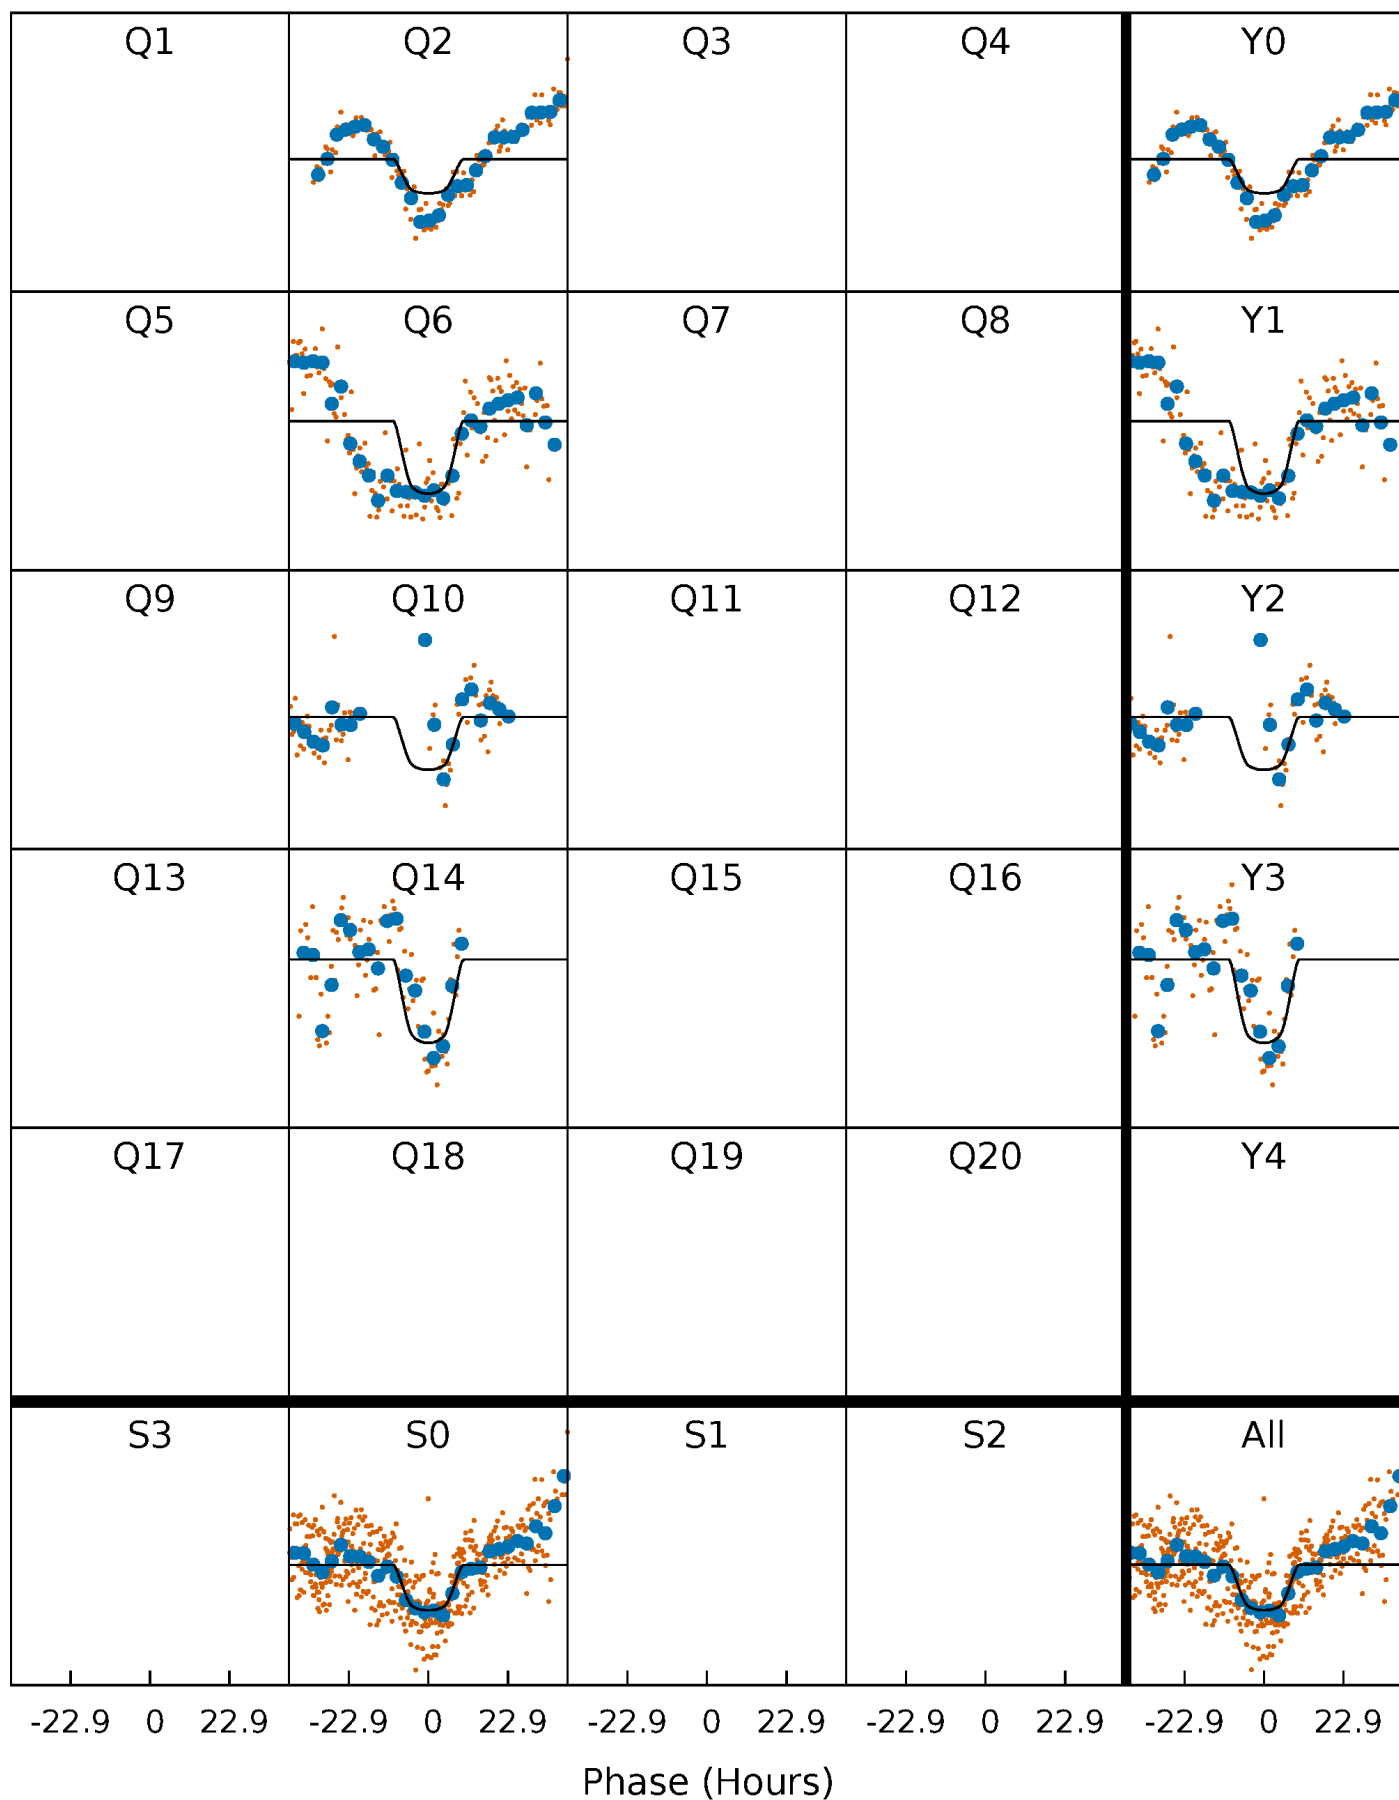 Q1 Q2 Q3 Q4 Y0
Q5 Q6 Q7 Q8 Y1
Q9 Q10 Q11 Q12 Y2
Q13 Q14 Q15 Q16 Y3
Q17 Q18 Q19 Q20 Y4
S3 S0 S1 S2 All
-22.9 0 22.9 -22.9 0 22.9 -22.9 0 22.9 -22.9 0 22.9 -22.9 0 22.9
Phase (Hours)